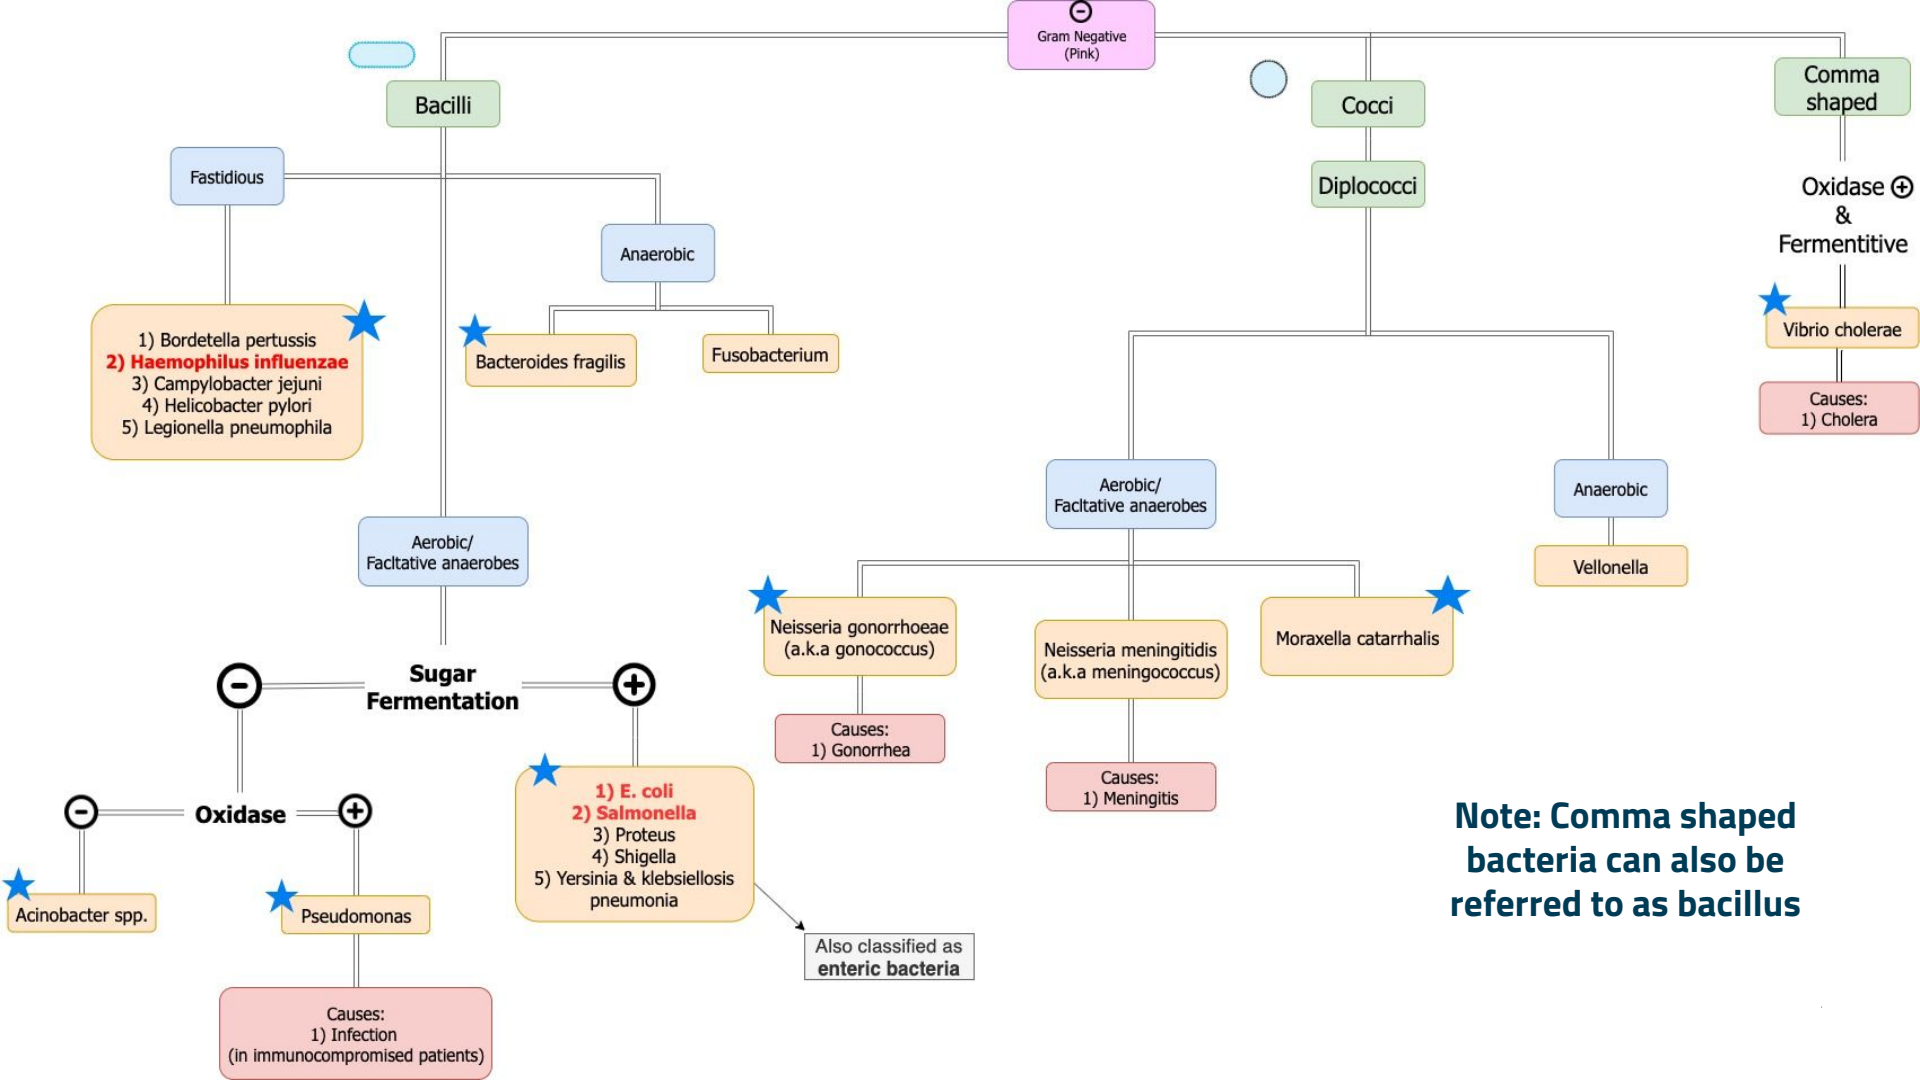 Gram Negative
(Pink)
Bacilli
Cocci
Comma
shaped
Fastidious
Diplococci
Oxidase
&
Fermentitive
Anaerobic
1) Bordetella pertussis
2) Haemophilus influenzae
3) Campylobacter jejuni
4) Helicobacter pylori
5) Legionella pneumophila
Bacteroides fragilis
Fusobacterium
Vibrio cholerae
Causes:
1) Cholera
Aerobic/
Facltative anaerobes
Anaerobic
Vellonella
Aerobic/
Facltative anaerobes
Neisseria gonorrhoeae
(a.k.a gonococcus)
Neisseria meningitidis
(a.k.a meningococcus)
Moraxella catarrhalis
Causes:
1) Gonorrhea
Causes:
1) Meningitis
Sugar
Fermentation
Oxidase
1) E. coli
2) Salmonella
3) Proteus
4) Shigella
5) Yersinia & klebsiellosis
pneumonia
Also classified as
enteric bacteria
Acinobacter spp.
Pseudomonas
Causes:
1) Infection
(in immunocompromised patients)
Note: Comma shaped
bacteria can also be
referred to as bacillus